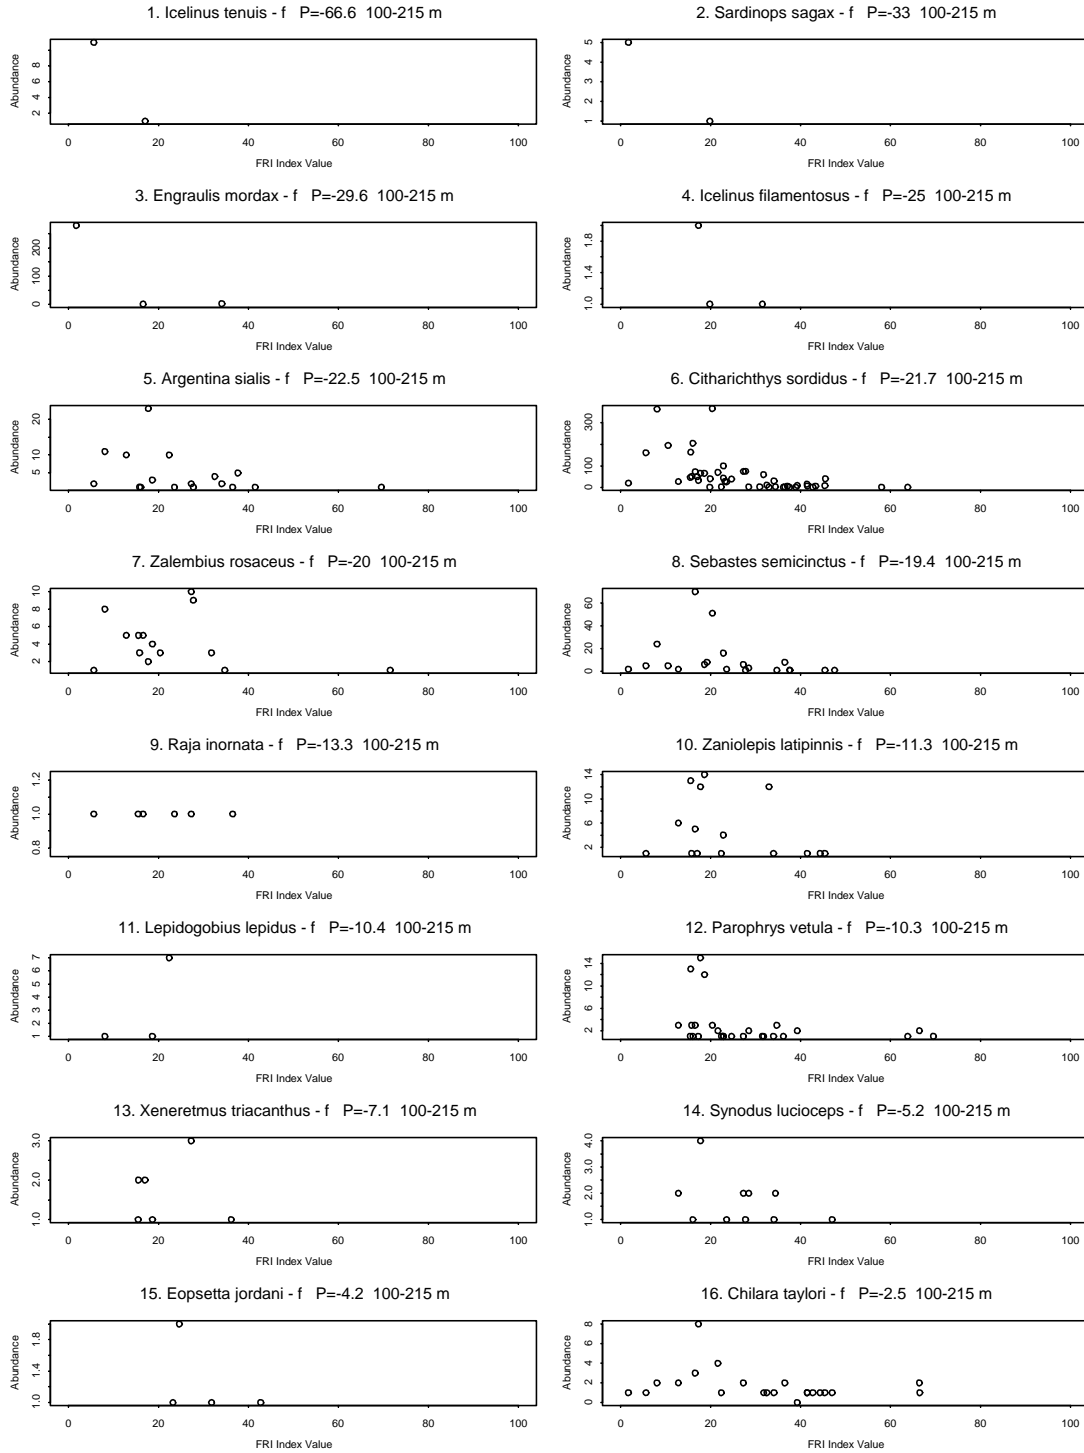 1. Icelinus tenuis - f P=-66.6 100-215 m
Abundance
2 4 6 8
0 20 40 60 80 100
FRI Index Value
2. Sardinops sagax - f P=-33 100-215 m
Abundance
1 2 3 4 5
0 20 40 60 80 100
FRI Index Value
3. Engraulis mordax - f P=-29.6 100-215 m
Abundance
0 100 200
0 20 40 60 80 100
FRI Index Value
4. Icelinus filamentosus - f P=-25 100-215 m
Abundance
1.0 1.4 1.8
0 20 40 60 80 100
FRI Index Value
5. Argentina sialis - f P=-22.5 100-215 m
Abundance
5 10 20
0 20 40 60 80 100
FRI Index Value
6. Citharichthys sordidus - f P=-21.7 100-215 m
Abundance
0 100 300
0 20 40 60 80 100
FRI Index Value
7. Zalembius rosaceus - f P=-20 100-215 m
Abundance
2 4 6 8 10
0 20 40 60 80 100
FRI Index Value
8. Sebastes semicinctus - f P=-19.4 100-215 m
Abundance
0 20 40 60
0 20 40 60 80 100
FRI Index Value
9. Raja inornata - f P=-13.3 100-215 m
Abundance
0.8 1.0 1.2
0 20 40 60 80 100
FRI Index Value
10. Zaniolepis latipinnis - f P=-11.3 100-215 m
Abundance
2 6 10 14
0 20 40 60 80 100
FRI Index Value
11. Lepidogobius lepidus - f P=-10.4 100-215 m
Abundance
1 2 3 4 5 6 7
0 20 40 60 80 100
FRI Index Value
12. Parophrys vetula - f P=-10.3 100-215 m
Abundance
2 6 10 14
0 20 40 60 80 100
FRI Index Value
13. Xeneretmus triacanthus - f P=-7.1 100-215 m
Abundance
1.0 2.0 3.0
0 20 40 60 80 100
FRI Index Value
14. Synodus lucioceps - f P=-5.2 100-215 m
Abundance
1.0 2.0 3.0 4.0
0 20 40 60 80 100
FRI Index Value
15. Eopsetta jordani - f P=-4.2 100-215 m
Abundance
1.0 1.4 1.8
0 20 40 60 80 100
FRI Index Value
16. Chilara taylori - f P=-2.5 100-215 m
Abundance
0 2 4 6 8
0 20 40 60 80 100
FRI Index Value